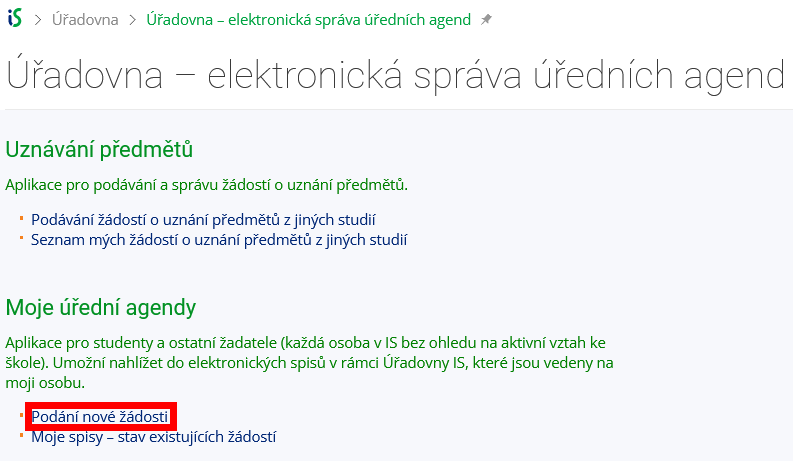 iS > Úřadovna > Úřadovna – elektronická správa úředních agend
Úřadovna – elektronická správa úředních agend
Uznávání předmětů
Aplikace pro podávání a správu žádostí o uznání předmětů.
Podávání žádostí o uznání předmětů z jiných studií
Seznam mých žádostí o uznání předmětů z jiných studií
Moje úřední agendy
Aplikace pro studenty a ostatní žadatele (každá osoba v IS bez ohledu na aktivní vztah ke
škole). Umožní nahlížet do elektronických spisů v rámci Úřadovny IS, které jsou vedeny na
moji osobu.
Podání nové žádosti
Moje spisy – stav existujících žádostí